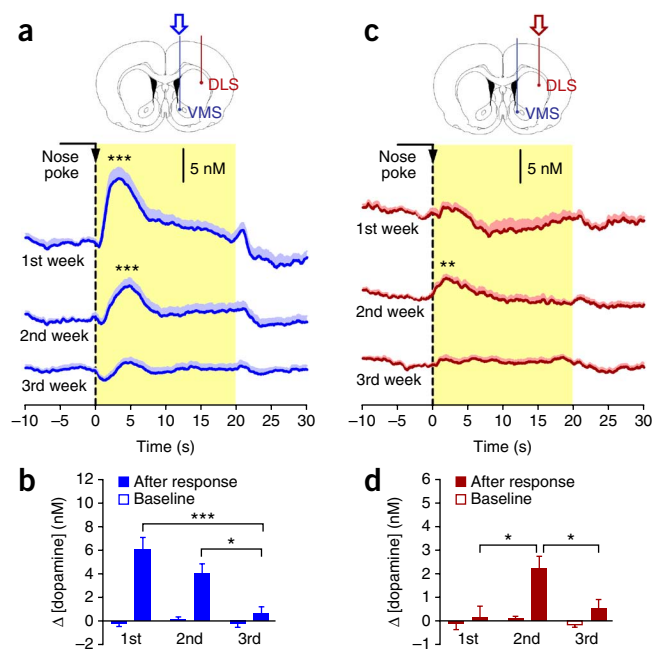 a
DLS
VMS
Nose
poke
***
5 nM
1st week
***
2nd week
3rd week
–10 –5 0 5 10 15 20 25 30
Time (s)
c
DLS
VMS
Nose
poke
5 nM
1st week
**
2nd week
3rd week
–10 –5 0 5 10 15 20 25 30
Time (s)
b
Δ [dopamine] (nM)
12
10
8
6
4
2
0
–2
After response
Baseline
***
*
1st 2nd 3rd
d
Δ [dopamine] (nM)
6
5
4
3
2
1
0
–1
After response
Baseline
* *
1st 2nd 3rd